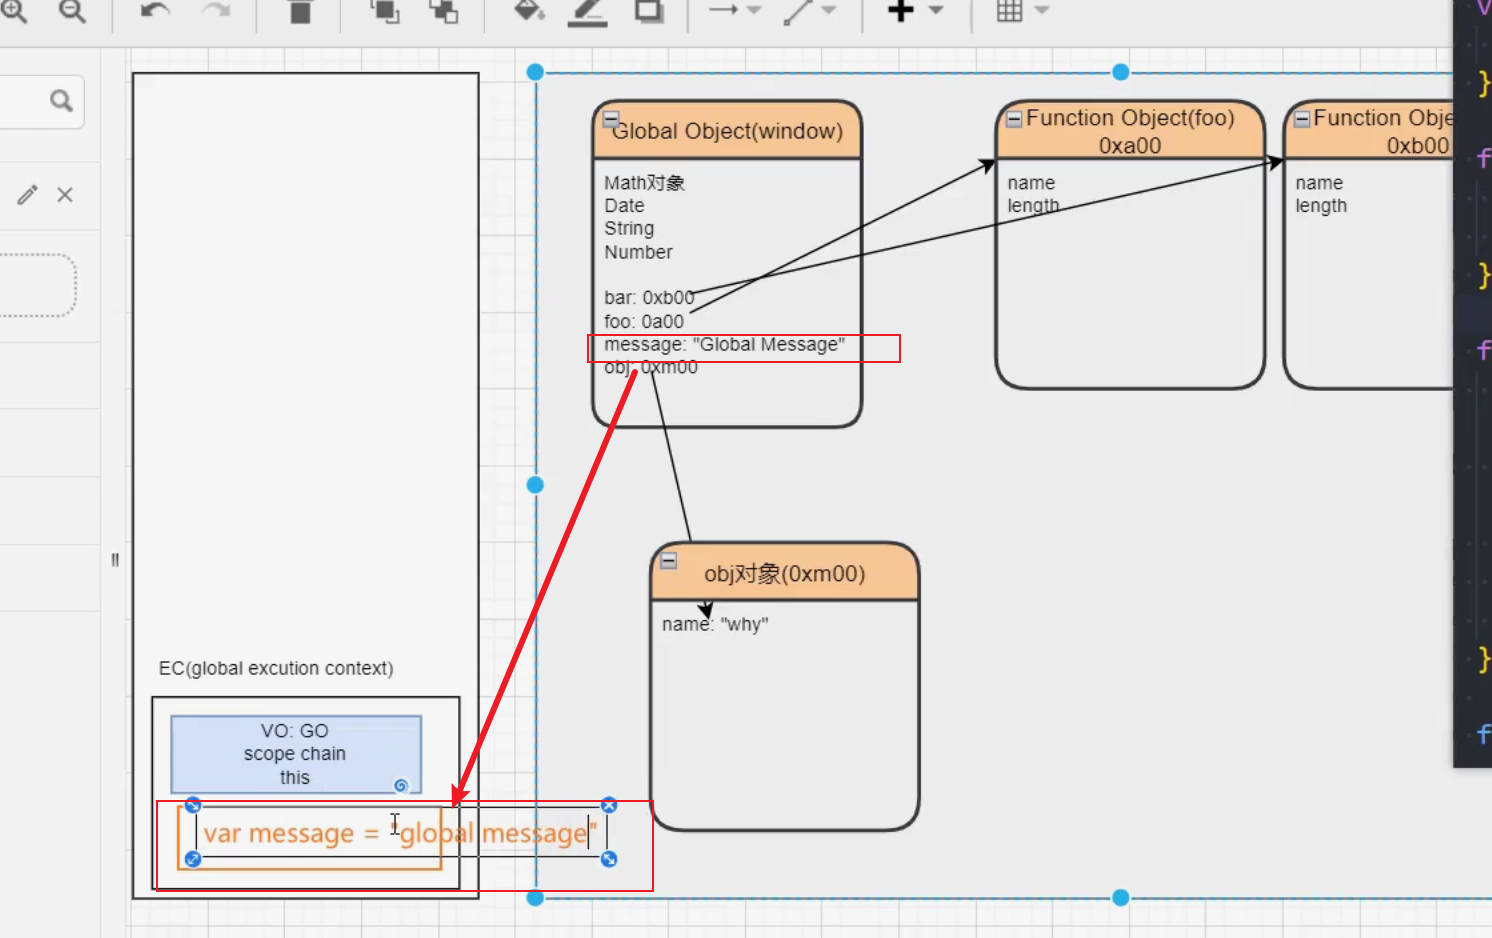 Global Object(window)
Math对象
Date
String
Number
bar: 0xb00
foo: 0a00
message: "Global Message"
obj: 0xm00
Function Object(foo)
0xa00
name
length
Function Obje
0xb00
name
length
obj对象(0xm00)
name: "why"
EC(global excution context)
VO: GO
scope chain
this
var message = "global message"
}
f
}
f
}
f